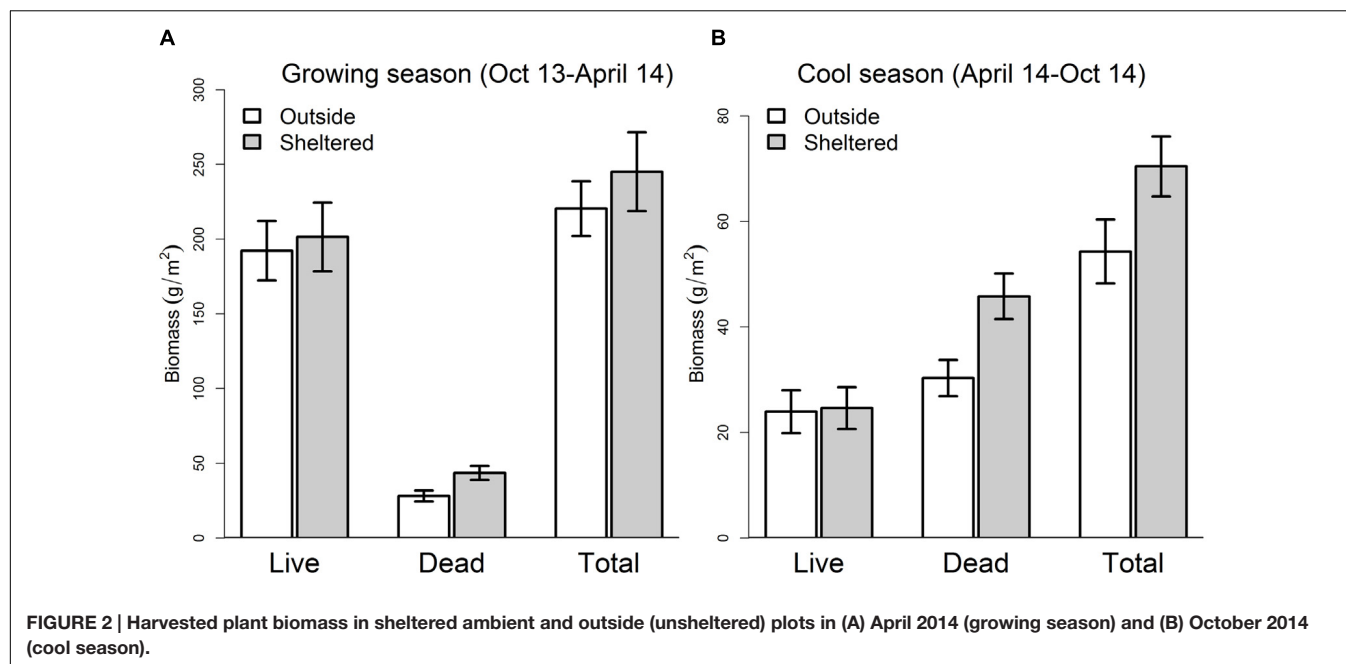 A
Growing season (Oct 13-April 14)
Outside
Sheltered
Biomass (g/m²)
300
250
200
150
100
50
0
Live Dead Total
B
Cool season (April 14-Oct 14)
Outside
Sheltered
Biomass (g/m²)
80
60
40
20
0
Live Dead Total
FIGURE 2 | Harvested plant biomass in sheltered ambient and outside (unsheltered) plots in (A) April 2014 (growing season) and (B) October 2014
(cool season).